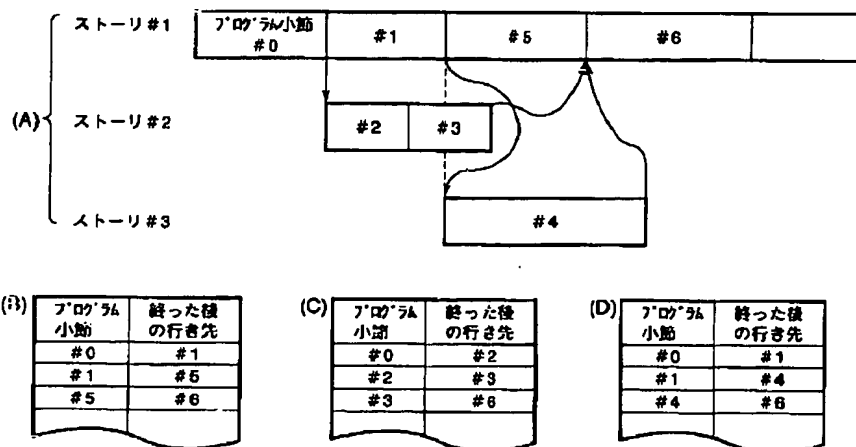 ストーリ#1
プログラム小節
#0
#1
#5
#6
(A)
ストーリ#2
#2
#3
ストーリ#3
#4
(B)
プログラム
小節
終った後
の行き先
#0
#1
#1
#5
#5
#6
(C)
プログラム
小節
終った後
の行き先
#0
#2
#2
#3
#3
#6
(D)
プログラム
小節
終った後
の行き先
#0
#1
#1
#4
#4
#6